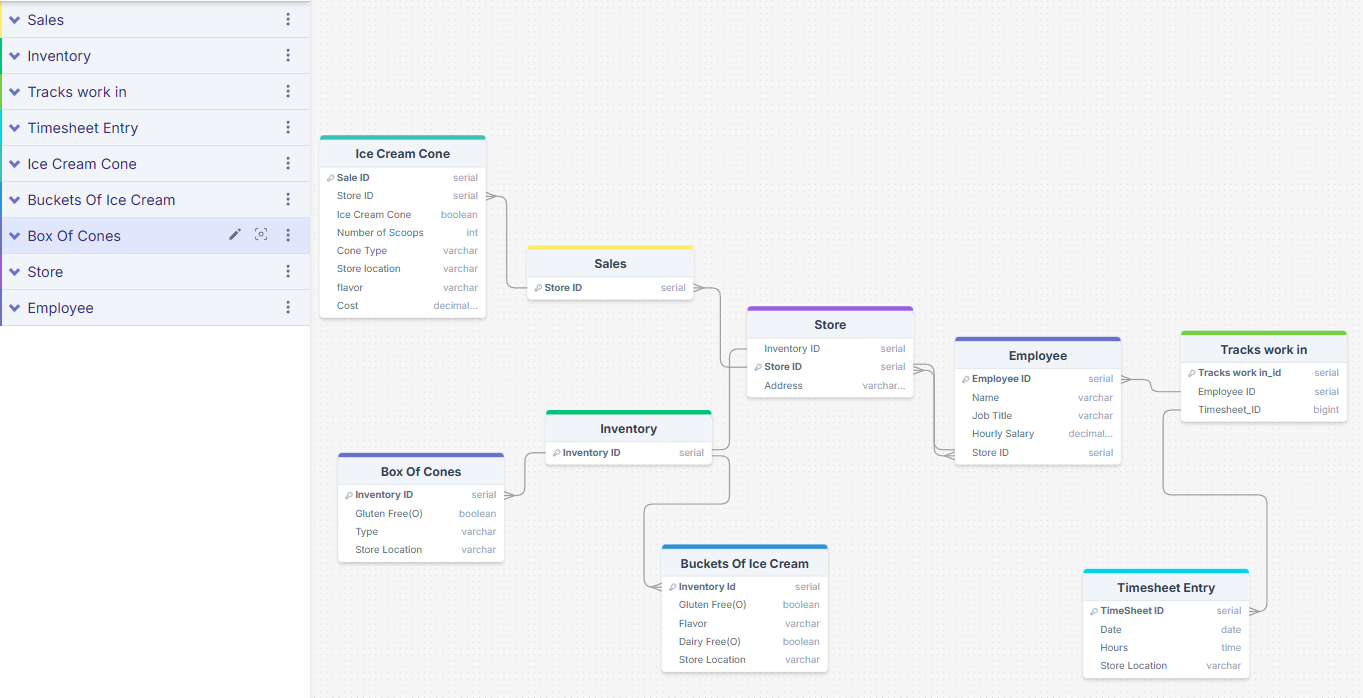 Sales
Inventory
Tracks work in
Timesheet Entry
Ice Cream Cone
Buckets Of Ice Cream
Box Of Cones
Store
Employee
Ice Cream Cone
Sale ID serial
Store ID serial
Ice Cream Cone boolean
Number of Scoops int
Cone Type varchar
Store location varchar
flavor varchar
Cost decimal...
Sales
Store ID serial
Store
Inventory ID serial
Store ID serial
Address varchar...
Employee
Employee ID serial
Name varchar
Job Title varchar
Hourly Salary decimal...
Store ID serial
Tracks work in
Tracks work in_id serial
Employee ID serial
Timesheet_ID bigint
Inventory
Inventory ID serial
Box Of Cones
Inventory ID serial
Gluten Free(O) boolean
Type varchar
Store Location varchar
Buckets Of Ice Cream
Inventory Id serial
Gluten Free(O) boolean
Flavor varchar
Dairy Free(O) boolean
Store Location varchar
Timesheet Entry
TimeSheet ID serial
Date date
Hours time
Store Location varchar